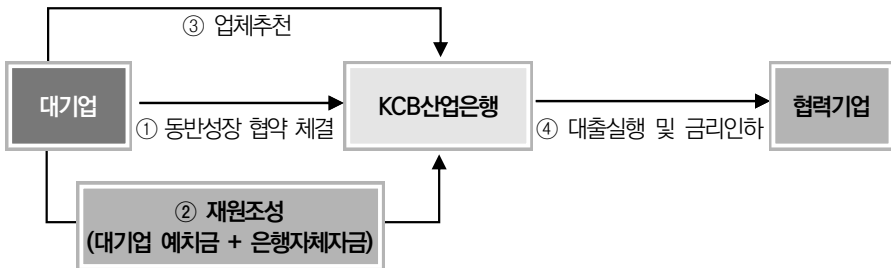 ③ 업체추천
대기업
KCB산업은행
협력기업
① 동반성장 협약 체결
④ 대출실행 및 금리인하
② 재원조성
(대기업 예치금 + 은행자체자금)